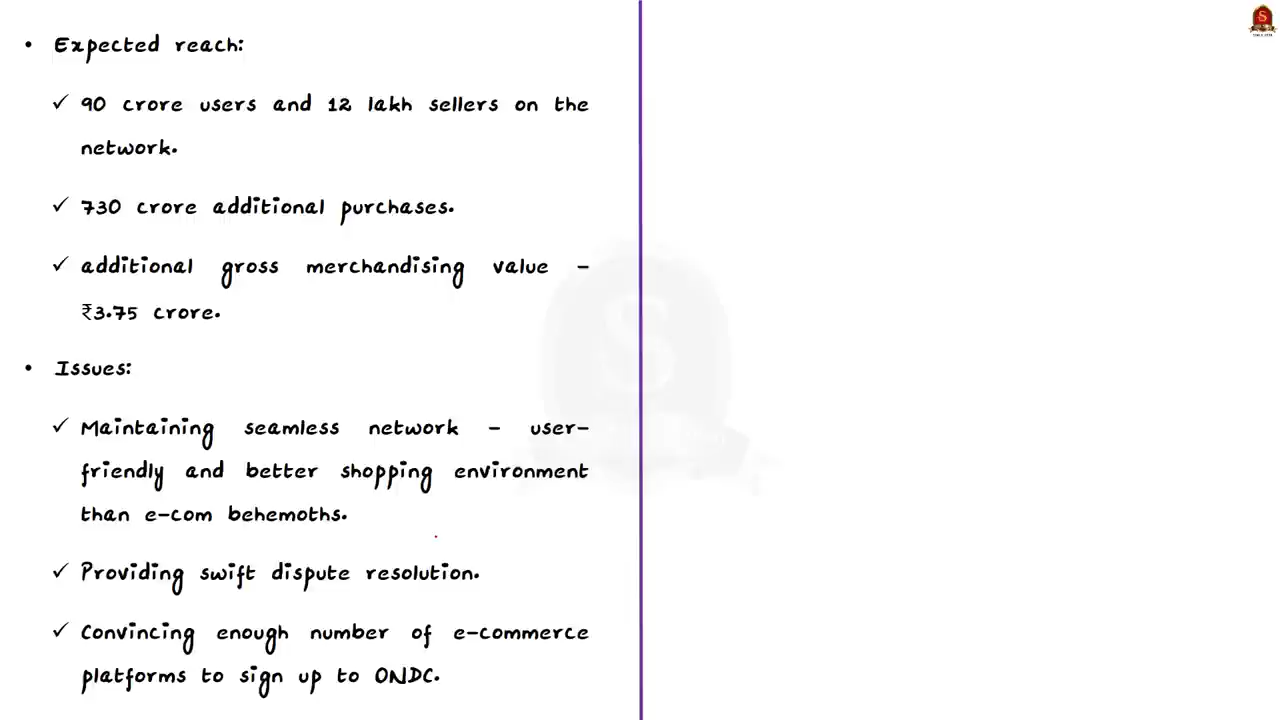 • Expected reach:
✓ 90 crore users and 12 lakh sellers on the
network.
✓ 730 crore additional purchases.
✓ additional gross merchandising value –
₹3.75 crore.
• Issues:
✓ Maintaining seamless network – user-
friendly and better shopping environment
than e-com behemoths.
✓ Providing swift dispute resolution.
✓ Convincing enough number of e-commerce
platforms to sign up to ONDC.
S